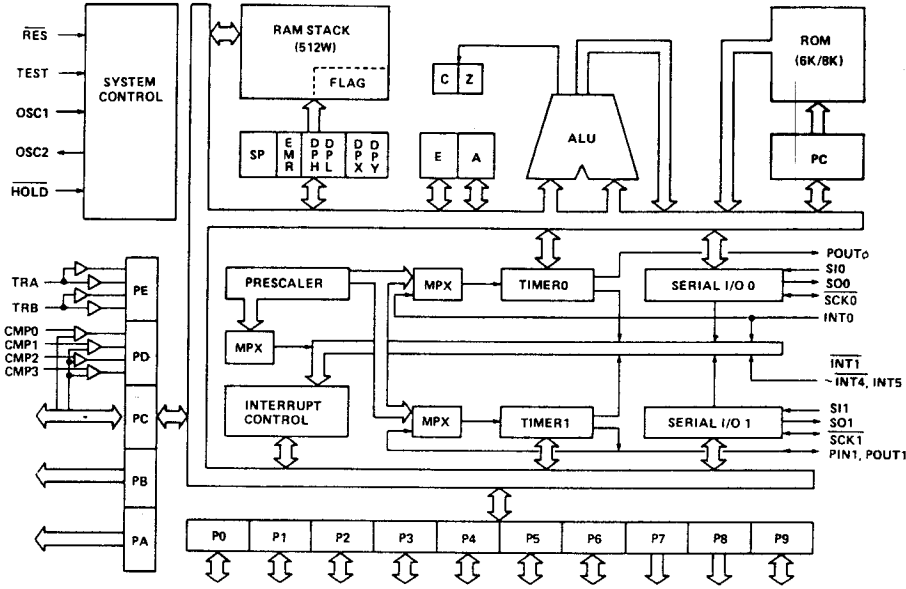 RES
TEST
OSC1
OSC2
HOLD
SYSTEM
CONTROL
RAM STACK
(512W)
FLAG
SP
EMR
DPH
DPL
DPX
DPY
C Z
E A
ALU
ROM
(6K/8K)
PC
TRA
TRB
CMP0
CMP1
CMP2
CMP3
PE
PD
PC
PB
PA
PRESCALER
MPX
TIMER0
SERIAL I/O 0
POUTo
SI0
SO0
SCK0
INT0
MPX
INT1
~INT4, INT5
INTERRUPT
CONTROL
MPX
TIMER1
SERIAL I/O 1
SI1
SO1
SCK1
PIN1, POUT1
P0 P1 P2 P3 P4 P5 P6 P7 P8 P9